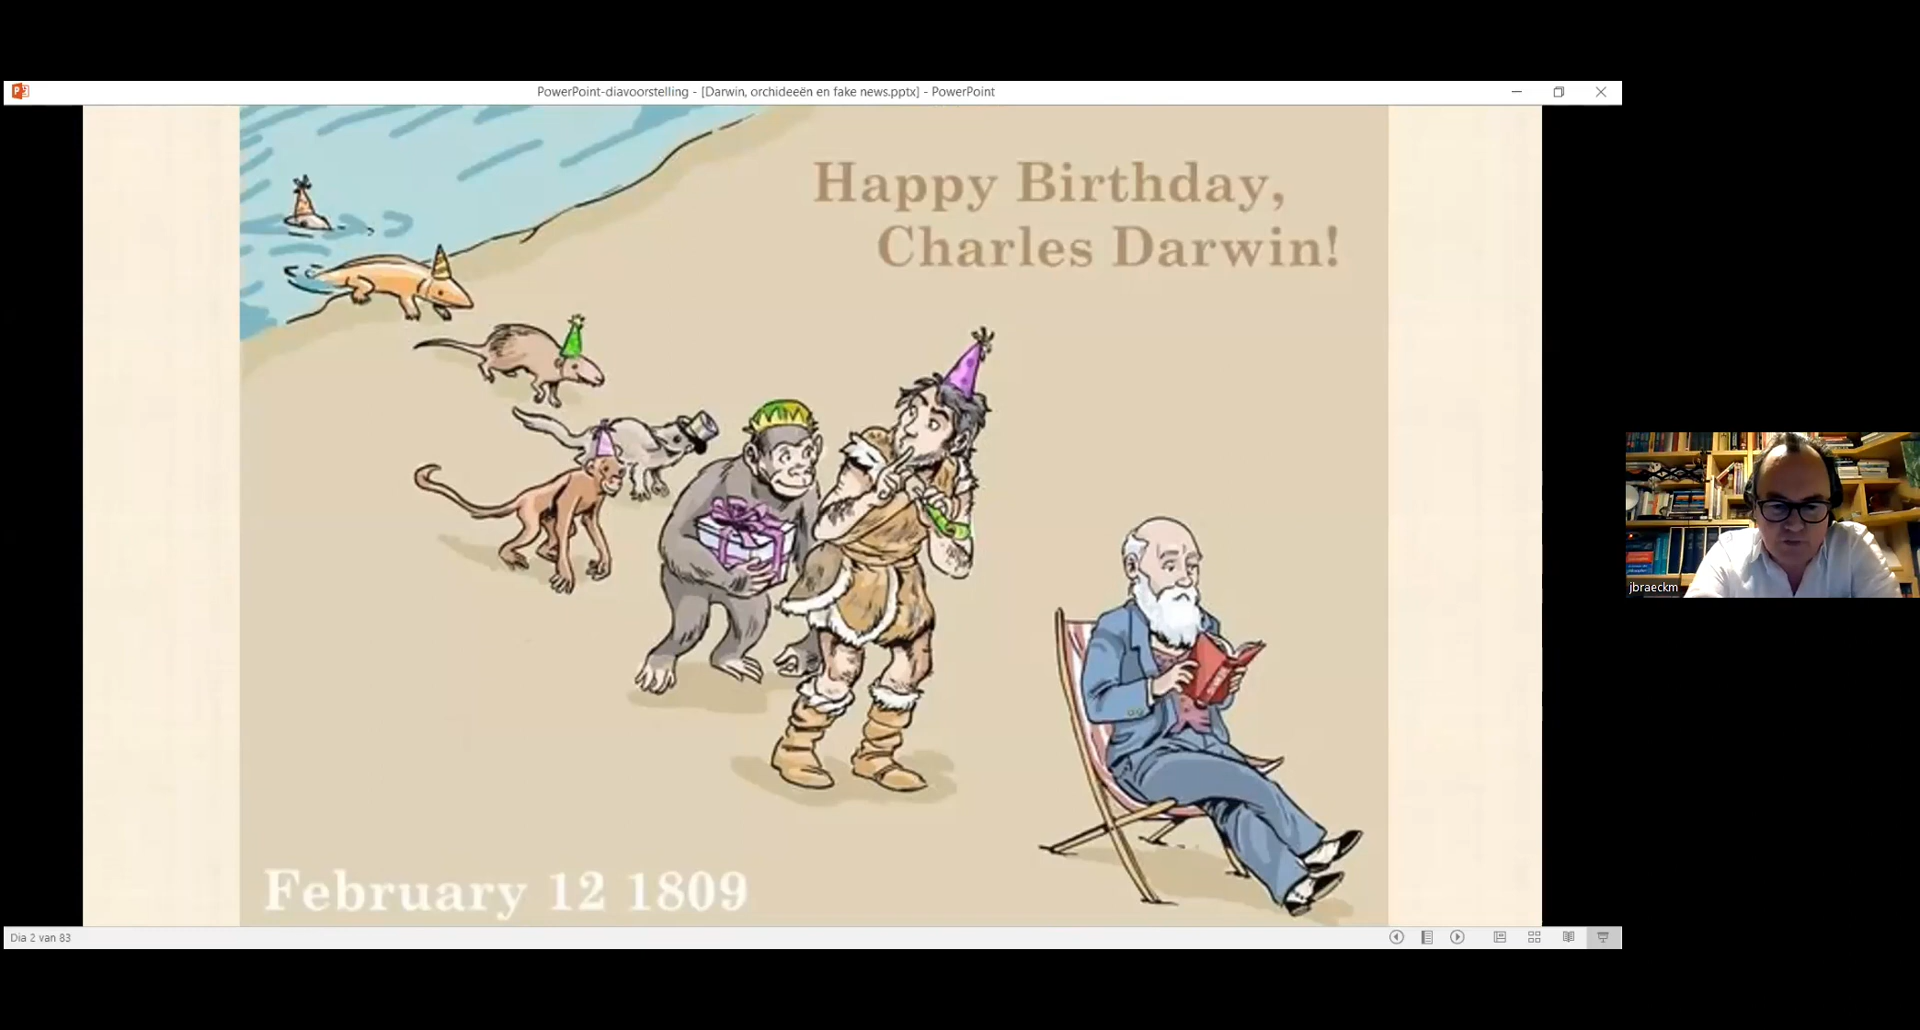 PowerPoint-diavoorstelling - [Darwin, orchideeën en fake news.pptx] - PowerPoint
Happy Birthday,
Charles Darwin!
jbraeckm
February 12 1809
Dia 2 van 83